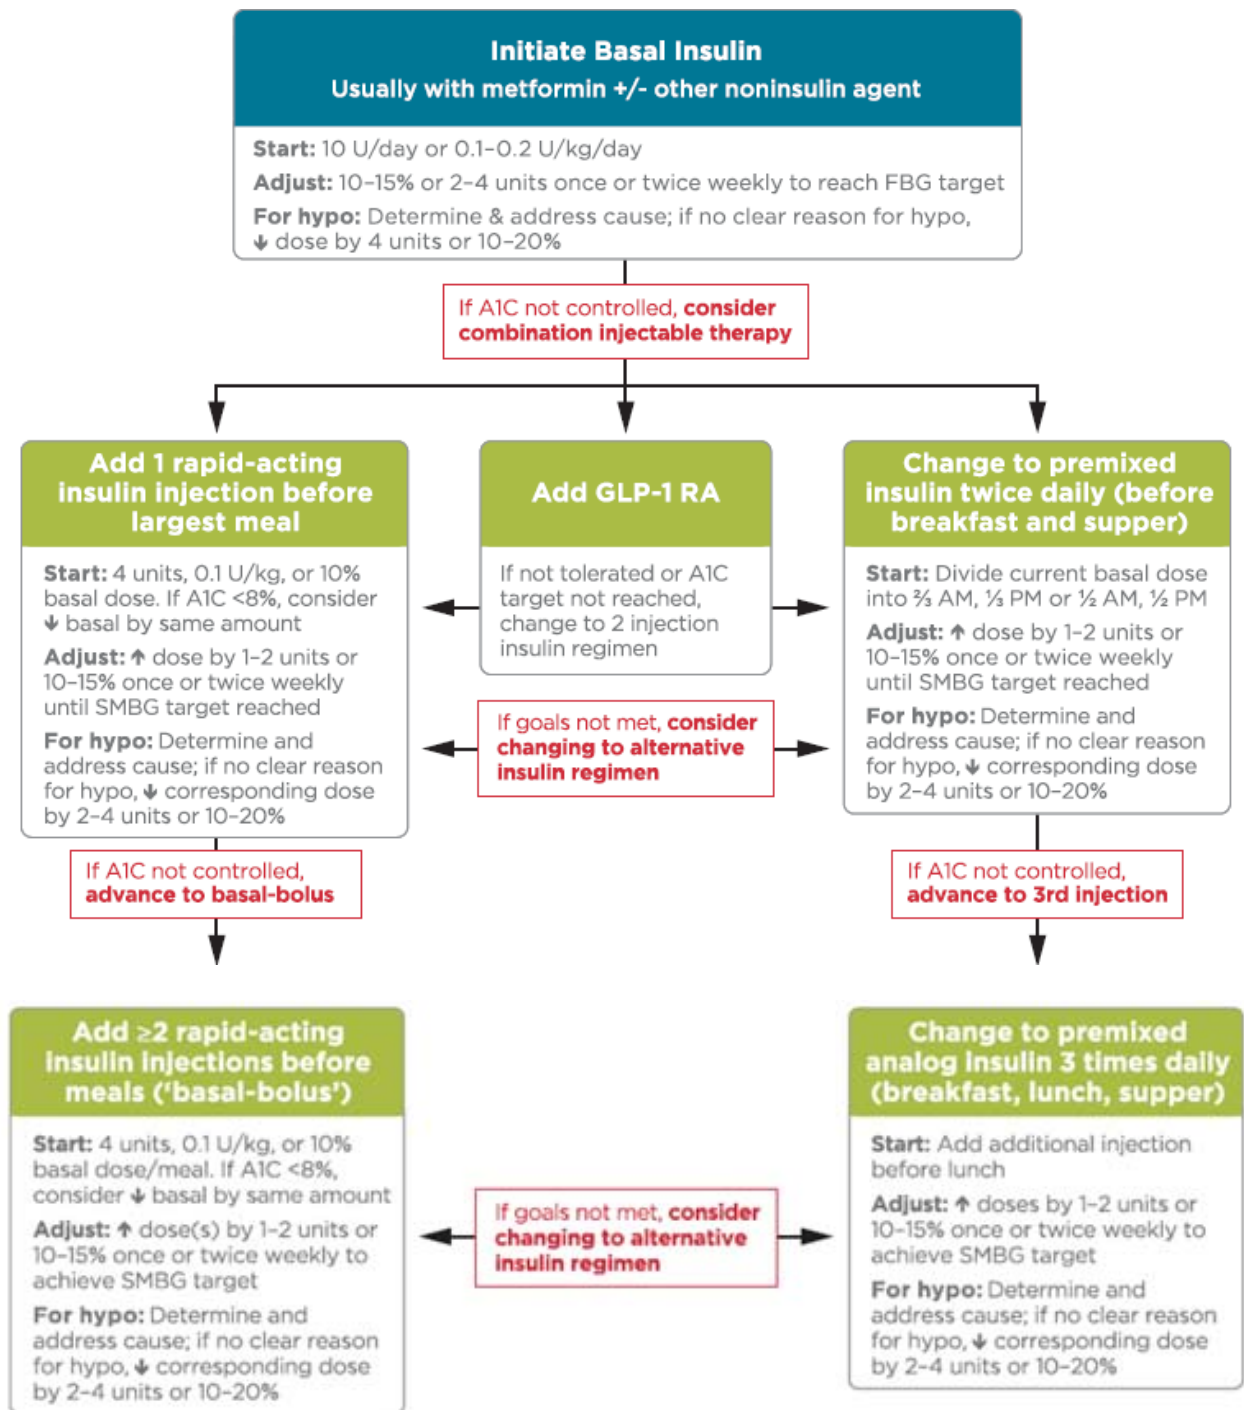 Initiate Basal Insulin
Usually with metformin +/- other noninsulin agent
Start: 10 U/day or 0.1–0.2 U/kg/day
Adjust: 10–15% or 2–4 units once or twice weekly to reach FBG target
For hypo: Determine & address cause; if no clear reason for hypo,
↓ dose by 4 units or 10–20%
If A1C not controlled, consider
combination injectable therapy
Add 1 rapid-acting
insulin injection before
largest meal
Start: 4 units, 0.1 U/kg, or 10%
basal dose. If A1C <8%, consider
↓ basal by same amount
Adjust: ↑ dose by 1–2 units or
10–15% once or twice weekly
until SMBG target reached
For hypo: Determine and
address cause; if no clear reason
for hypo, ↓ corresponding dose
by 2–4 units or 10–20%
Add GLP-1 RA
If not tolerated or A1C
target not reached,
change to 2 injection
insulin regimen
Change to premixed
insulin twice daily (before
breakfast and supper)
Start: Divide current basal dose
into ⅔ AM, ⅓ PM or ½ AM, ½ PM
Adjust: ↑ dose by 1–2 units or
10–15% once or twice weekly
until SMBG target reached
For hypo: Determine and
address cause; if no clear reason
for hypo, ↓ corresponding dose
by 2–4 units or 10–20%
If goals not met, consider
changing to alternative
insulin regimen
If A1C not controlled,
advance to basal-bolus
If A1C not controlled,
advance to 3rd injection
Add ≥2 rapid-acting
insulin injections before
meals ('basal-bolus')
Start: 4 units, 0.1 U/kg, or 10%
basal dose/meal. If A1C <8%,
consider ↓ basal by same amount
Adjust: ↑ dose(s) by 1–2 units or
10–15% once or twice weekly to
achieve SMBG target
For hypo: Determine and
address cause; if no clear reason
for hypo, ↓ corresponding dose
by 2–4 units or 10–20%
If goals not met, consider
changing to alternative
insulin regimen
Change to premixed
analog insulin 3 times daily
(breakfast, lunch, supper)
Start: Add additional injection
before lunch
Adjust: ↑ doses by 1–2 units or
10–15% once or twice weekly to
achieve SMBG target
For hypo: Determine and
address cause; if no clear reason
for hypo, ↓ corresponding dose
by 2–4 units or 10–20%